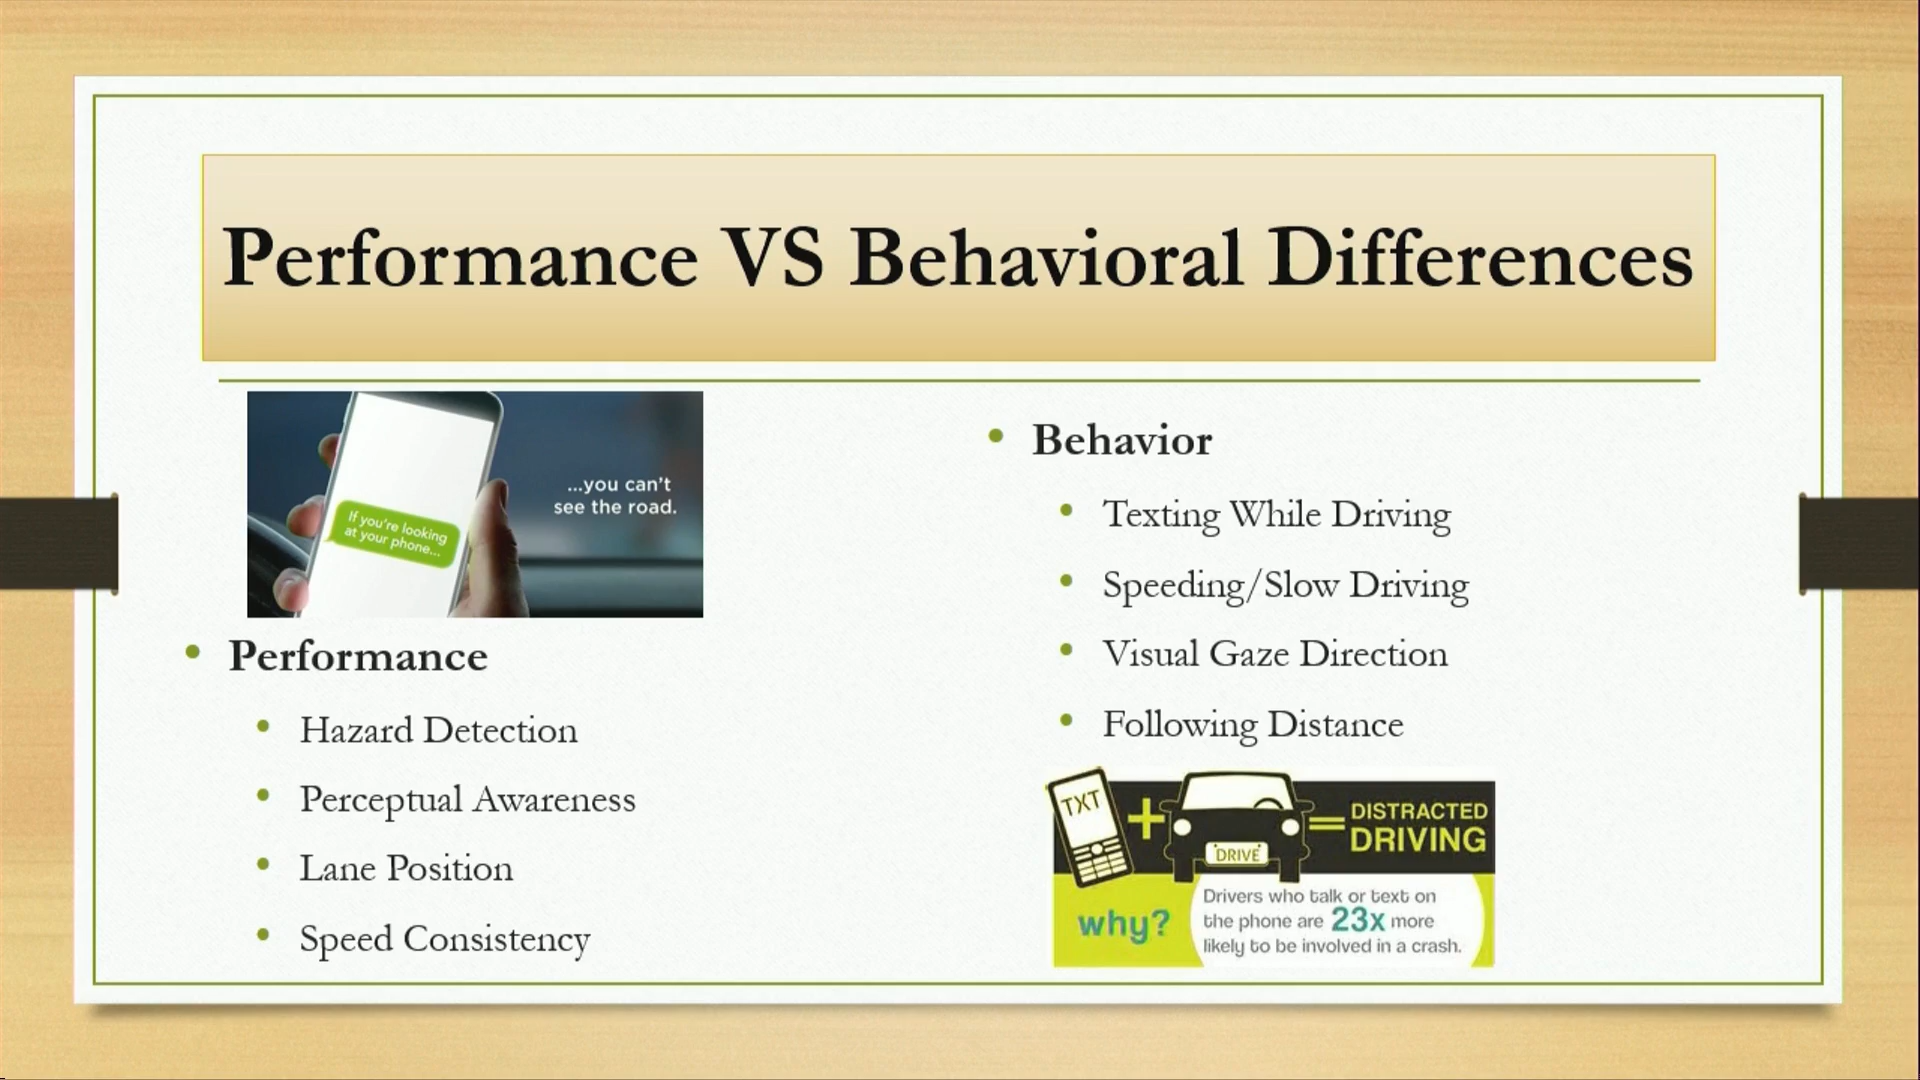 Performance VS Behavioral Differences
If you're looking
at your phone...
...you can't
see the road.
• Performance
• Hazard Detection
• Perceptual Awareness
• Lane Position
• Speed Consistency
• Behavior
• Texting While Driving
• Speeding/Slow Driving
• Visual Gaze Direction
• Following Distance
TXT
+
DRIVE
=
DISTRACTED
DRIVING
why?
Drivers who talk or text on
the phone are 23x more
likely to be involved in a crash.